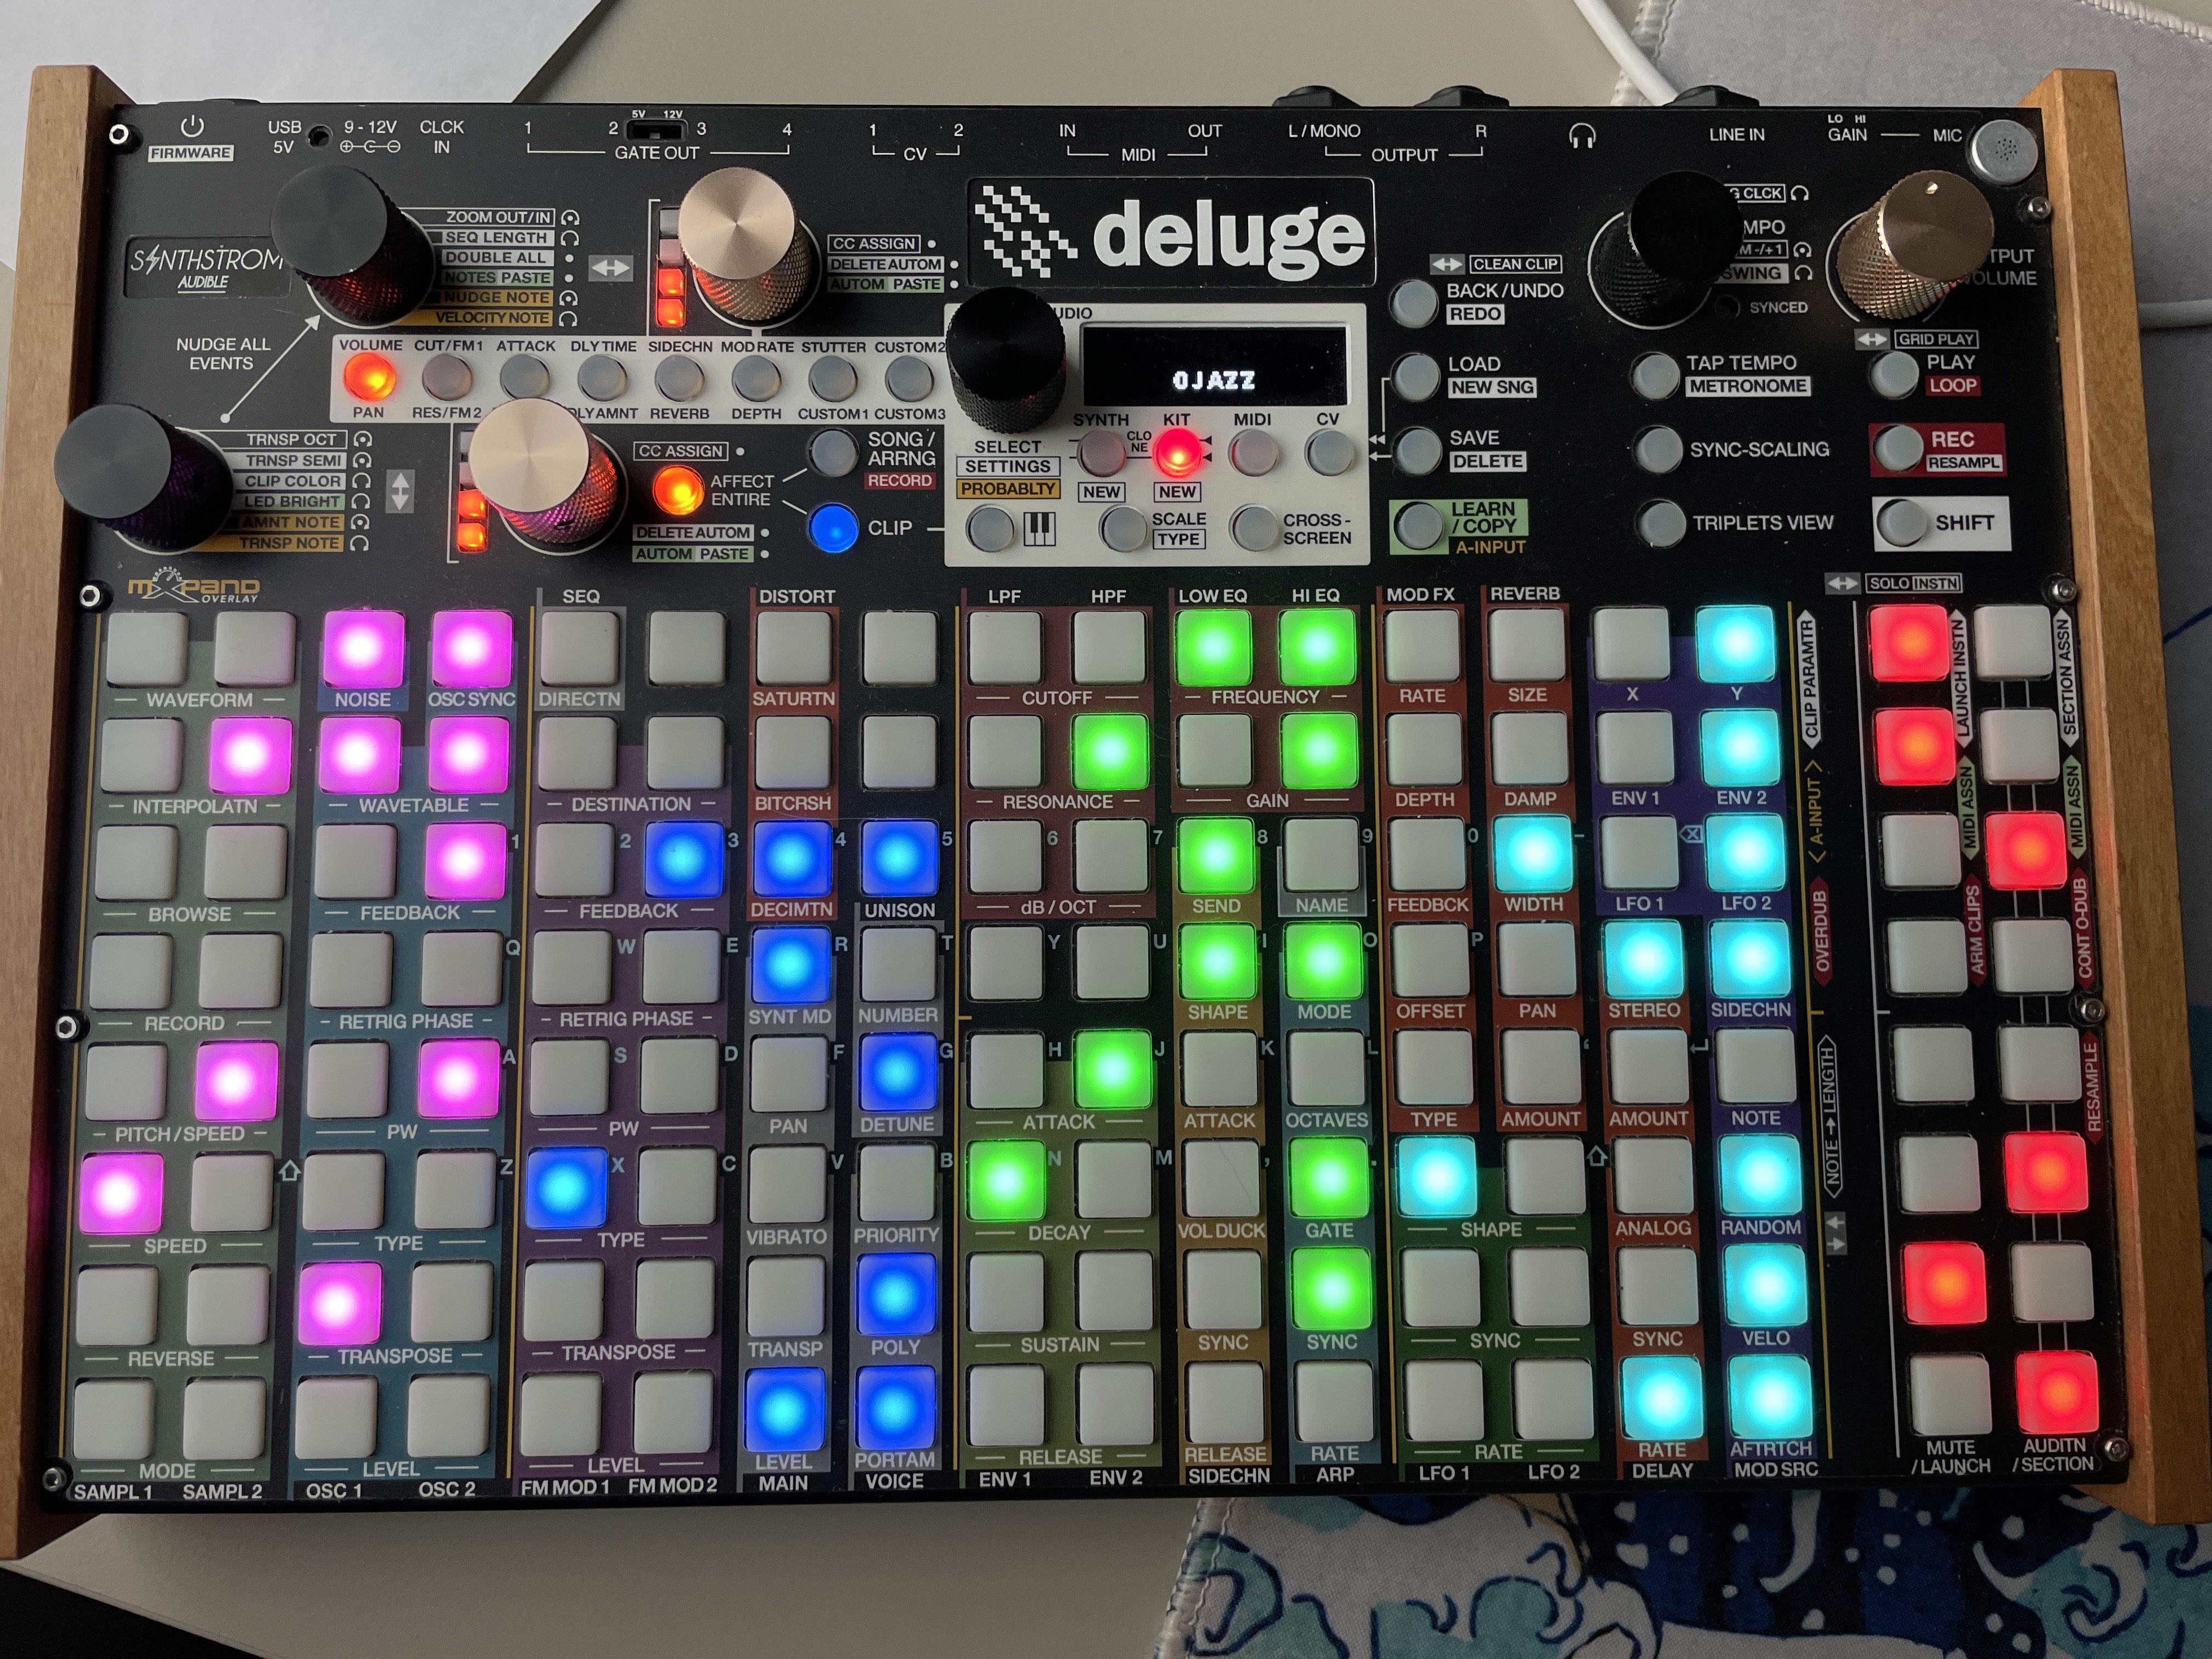 USB 9-12V CLCK 1 2 5V 12V 3 4 1 2 IN OUT L/MONO R LINE IN LO HI GAIN MIC
FIRMWARE 5V IN GATE OUT CV MIDI OUTPUT
SYNTHSTROM
AUDIBLE
ZOOM OUT/IN
SEQ LENGTH
DOUBLE ALL
NOTES PASTE
NUDGE NOTE
VELOCITY NOTE
CC ASSIGN
DELETE AUTOM
AUTOM PASTE
deluge
CLEAN CLIP
BACK/UNDO
REDO
SWING
SYNCED
NUDGE ALL
EVENTS
VOLUME CUT/FM1 ATTACK DLY TIME SIDECHN MOD RATE STUTTER CUSTOM2
PAN RES/FM2 REVERB DEPTH CUSTOM1 CUSTOM3
0JAZZ
LOAD
NEW SNG
TAP TEMPO
METRONOME
GRID PLAY
PLAY
LOOP
TRNSP OCT
TRNSP SEMI
CLIP COLOR
LED BRIGHT
AMNT NOTE
TRNSP NOTE
CC ASSIGN
AFFECT
ENTIRE
DELETE AUTOM
AUTOM PASTE
SONG/
ARRNG
RECORD
CLIP
SELECT
SETTINGS
PROBABLTY
SYNTH CLO
NE KIT MIDI CV
NEW NEW
SCALE
TYPE
CROSS-
SCREEN
SAVE
DELETE
LEARN
/COPY
A-INPUT
SYNC-SCALING
TRIPLETS VIEW
REC
RESAMPL
SHIFT
mXpand
OVERLAY
SOLO INSTN
SEQ DISTORT LPF HPF LOW EQ HI EQ MOD FX REVERB
WAVEFORM NOISE OSC SYNC DIRECTN SATURTN CUTOFF FREQUENCY RATE SIZE X Y
INTERPOLATN WAVETABLE DESTINATION BITCRSH RESONANCE GAIN DEPTH DAMP ENV 1 ENV 2
1 2 3 4 5 6 7 8 9 0 -
BROWSE FEEDBACK FEEDBACK DECIMTN UNISON dB/OCT SEND NAME FEEDBCK WIDTH LFO 1 LFO 2
Q W E R T Y U I O P
RECORD RETRIG PHASE RETRIG PHASE SYNT MD NUMBER SHAPE MODE OFFSET PAN STEREO SIDECHN
A S D F G H J K L
PITCH/SPEED PW PW PAN DETUNE ATTACK ATTACK OCTAVES TYPE AMOUNT AMOUNT NOTE
Z X C V B N M , .
SPEED TYPE TYPE VIBRATO PRIORITY DECAY VOL DUCK GATE SHAPE ANALOG RANDOM
REVERSE TRANSPOSE TRANSPOSE TRANSP POLY SUSTAIN SYNC SYNC SYNC SYNC VELO
MODE LEVEL LEVEL LEVEL PORTAM RELEASE RELEASE RATE RATE RATE AFTRTCH
SAMPL 1 SAMPL 2 OSC 1 OSC 2 FM MOD 1 FM MOD 2 MAIN VOICE ENV 1 ENV 2 SIDECHN ARP LFO 1 LFO 2 DELAY MOD SRC
CLIP PARAMTR
<A-INPUT>
OVERDUB
NOTE LENGTH
LAUNCH INSTN
MIDI ASSN
ARM CLIPS
SECTION ASSN
MIDI ASSN
CONT O-DUB
RESAMPLE
MUTE
/LAUNCH
AUDITN
/SECTION